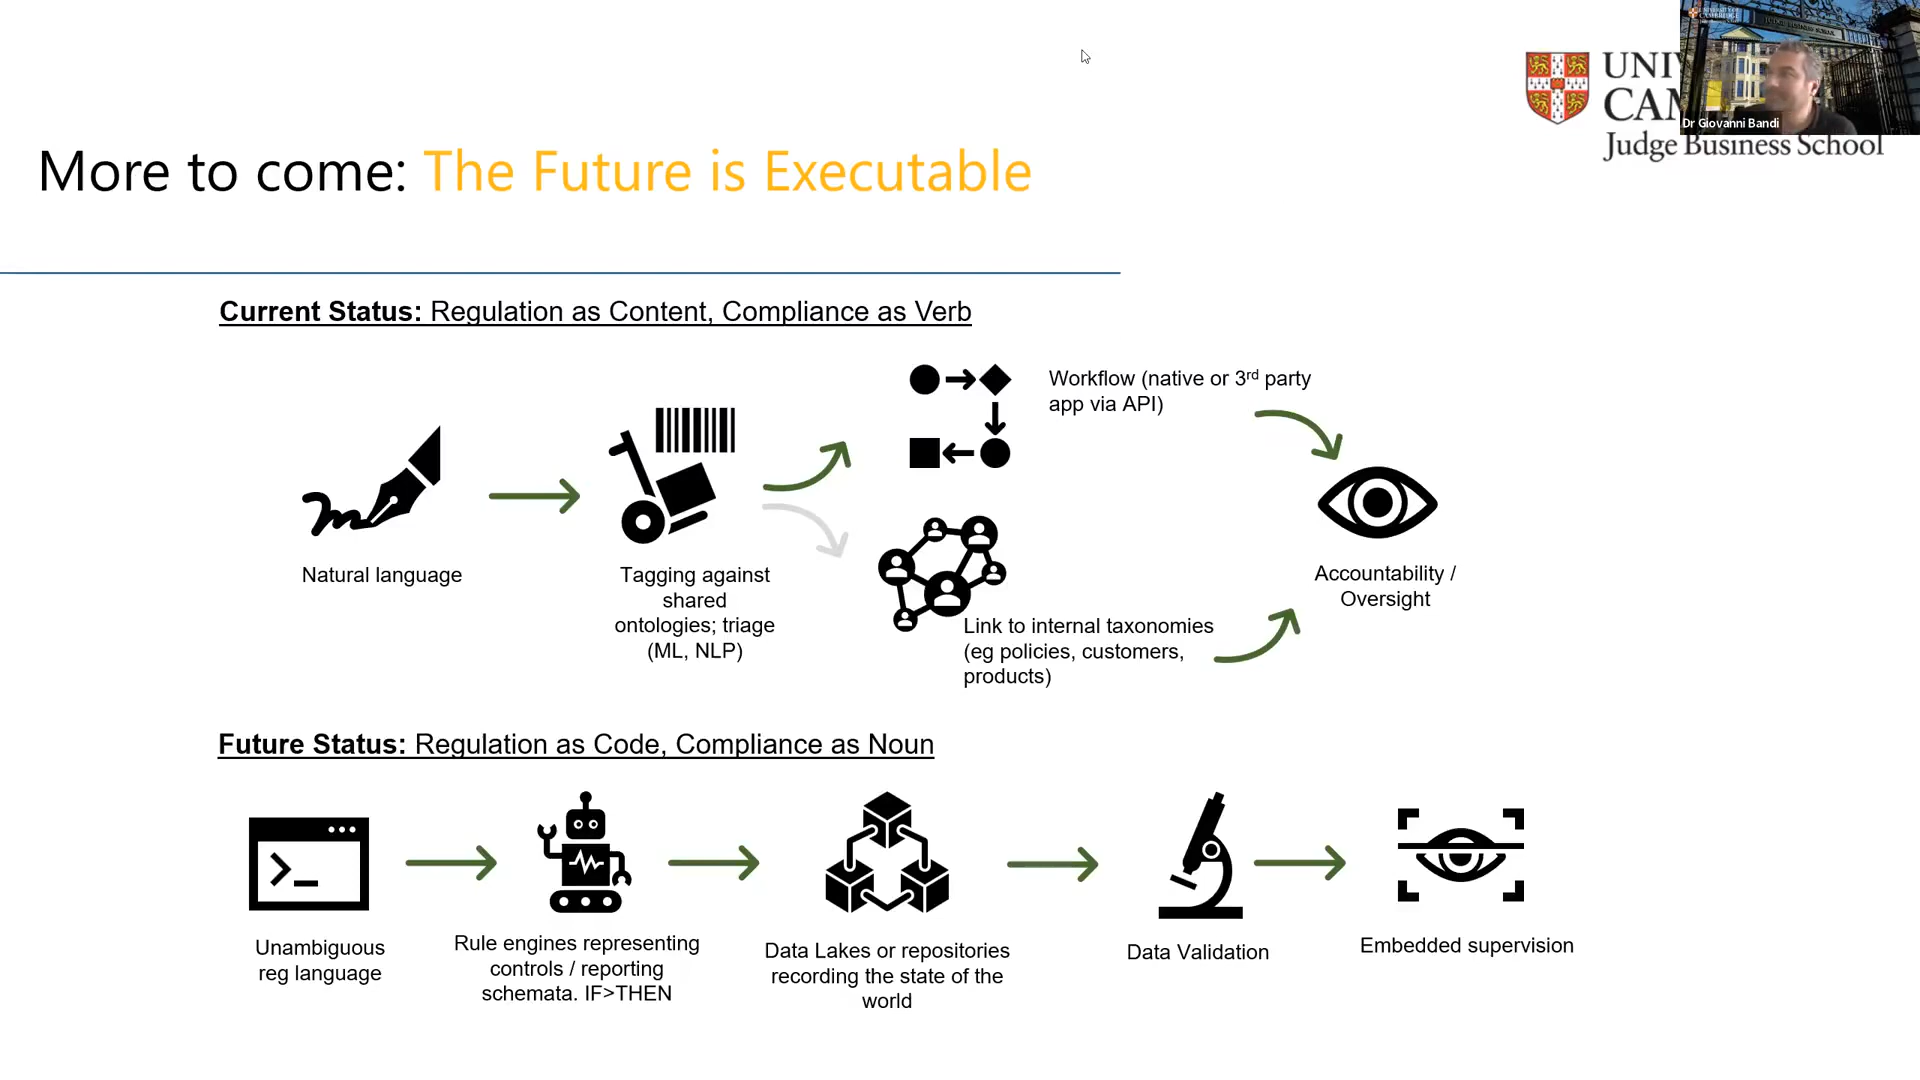 UNIV
CAM
Judge Business School
Dr Giovanni Bandi
More to come: The Future is Executable
Current Status: Regulation as Content, Compliance as Verb
Workflow (native or 3rd party
app via API)
Natural language
Tagging against
shared
ontologies; triage
(ML, NLP)
Link to internal taxonomies
(eg policies, customers,
products)
Accountability /
Oversight
Future Status: Regulation as Code, Compliance as Noun
Unambiguous
reg language
Rule engines representing
controls / reporting
schemata. IF>THEN
Data Lakes or repositories
recording the state of the
world
Data Validation
Embedded supervision